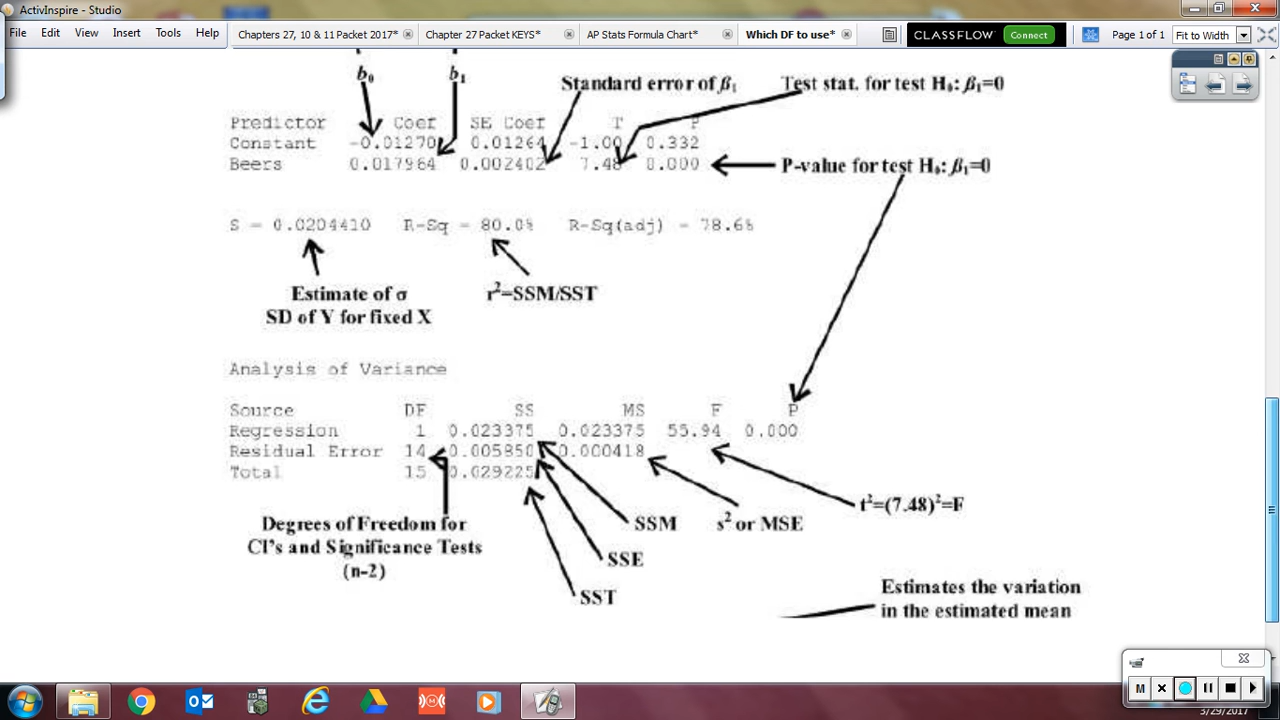 ActivInspire - Studio
File Edit View Insert Tools Help
Chapters 27, 10 & 11 Packet 2017* Chapter 27 Packet KEYS* AP Stats Formula Chart* Which DF to use* CLASSFLOW Connect Page 1 of 1 Fit to Width
b₀ b₁ Standard error of β₁ Test stat. for test H₀: β₁=0
Predictor Coef SE Coef T P
Constant -0.01270 0.01264 -1.00 0.332
Beers 0.017964 0.002402 7.48 0.000 P-value for test H₀: β₁=0
S = 0.0204410 R-Sq = 80.0% R-Sq(adj) = 78.6%
Estimate of σ r²=SSM/SST
SD of Y for fixed X
Analysis of Variance
Source DF SS MS F P
Regression 1 0.023375 0.023375 55.94 0.000
Residual Error 14 0.005850 0.000418
Total 15 0.029225
t²=(7.48)²=F
Degrees of Freedom for SSM s² or MSE
CI's and Significance Tests SSE
(n-2)
SST
Estimates the variation
in the estimated mean
M
3/29/2017